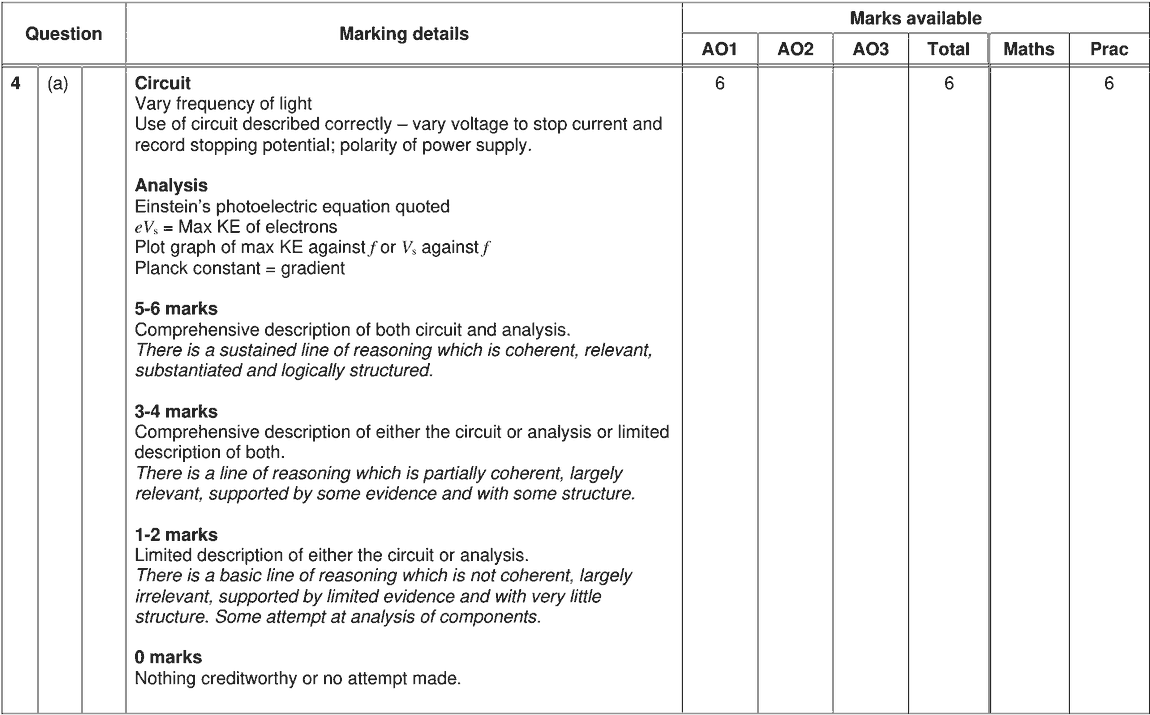 Question Marking details Marks available
AO1 AO2 AO3 Total Maths Prac
4 (a) Circuit 6 6 6
Vary frequency of light
Use of circuit described correctly – vary voltage to stop current and
record stopping potential; polarity of power supply.
Analysis
Einstein's photoelectric equation quoted
eVs = Max KE of electrons
Plot graph of max KE against f or Vs against f
Planck constant = gradient
5-6 marks
Comprehensive description of both circuit and analysis.
There is a sustained line of reasoning which is coherent, relevant,
substantiated and logically structured.
3-4 marks
Comprehensive description of either the circuit or analysis or limited
description of both.
There is a line of reasoning which is partially coherent, largely
relevant, supported by some evidence and with some structure.
1-2 marks
Limited description of either the circuit or analysis.
There is a basic line of reasoning which is not coherent, largely
irrelevant, supported by limited evidence and with very little
structure. Some attempt at analysis of components.
0 marks
Nothing creditworthy or no attempt made.